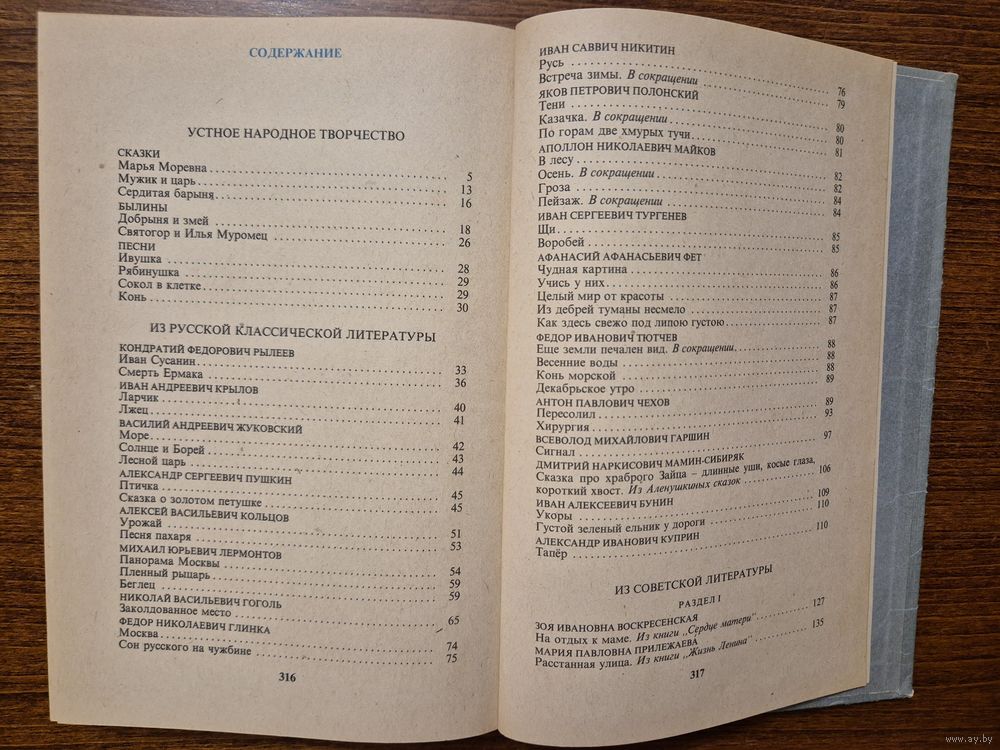 СОДЕРЖАНИЕ
УСТНОЕ НАРОДНОЕ ТВОРЧЕСТВО
СКАЗКИ
Марья Моревна 5
Мужик и царь 13
Сердитая барыня 16
БЫЛИНЫ
Добрыня и змей 18
Святогор и Илья Муромец 26
ПЕСНИ
Ивушка 28
Рябинушка 29
Сокол в клетке 29
Конь 30
ИЗ РУССКОЙ КЛАССИЧЕСКОЙ ЛИТЕРАТУРЫ
КОНДРАТИЙ ФЕДОРОВИЧ РЫЛЕЕВ
Иван Сусанин 33
Смерть Ермака 36
ИВАН АНДРЕЕВИЧ КРЫЛОВ
Ларчик 40
Лжец 41
ВАСИЛИЙ АНДРЕЕВИЧ ЖУКОВСКИЙ
Море 42
Солнце и Борей 43
Лесной царь 44
АЛЕКСАНДР СЕРГЕЕВИЧ ПУШКИН
Птичка 45
Сказка о золотом петушке 45
АЛЕКСЕЙ ВАСИЛЬЕВИЧ КОЛЬЦОВ
Урожай 51
Песня пахаря 53
МИХАИЛ ЮРЬЕВИЧ ЛЕРМОНТОВ
Панорама Москвы 54
Пленный рыцарь 59
Беглец 59
НИКОЛАЙ ВАСИЛЬЕВИЧ ГОГОЛЬ
Заколдованное место 65
ФЕДОР НИКОЛАЕВИЧ ГЛИНКА
Москва 74
Сон русского на чужбине 75
316
ИВАН САВВИЧ НИКИТИН
Русь 76
Встреча зимы. В сокращении 79
ЯКОВ ПЕТРОВИЧ ПОЛОНСКИЙ
Тени 80
Казачка. В сокращении 80
По горам две хмурых тучи 81
АПОЛЛОН НИКОЛАЕВИЧ МАЙКОВ
В лесу 82
Осень. В сокращении 82
Гроза 84
Пейзаж. В сокращении 84
ИВАН СЕРГЕЕВИЧ ТУРГЕНЕВ
Щи 85
Воробей 85
АФАНАСИЙ АФАНАСЬЕВИЧ ФЕТ
Чудная картина 86
Учись у них 86
Целый мир от красоты 87
Из дебрей туманы несмело 87
Как здесь свежо под липою густою 87
ФЕДОР ИВАНОВИЧ ТЮТЧЕВ
Еще земли печален вид. В сокращении 88
Весенние воды 88
Конь морской 88
Декабрьское утро 89
АНТОН ПАВЛОВИЧ ЧЕХОВ
Пересолил 89
Хирургия 93
ВСЕВОЛОД МИХАЙЛОВИЧ ГАРШИН
Сигнал 97
ДМИТРИЙ НАРКИСОВИЧ МАМИН-СИБИРЯК
Сказка про храброго Зайца – длинные уши, косые глаза,
короткий хвост. Из Аленушкиных сказок 106
ИВАН АЛЕКСЕЕВИЧ БУНИН
Укоры 109
Густой зеленый ельник у дороги 110
АЛЕКСАНДР ИВАНОВИЧ КУПРИН
Тапёр 110
ИЗ СОВЕТСКОЙ ЛИТЕРАТУРЫ
РАЗДЕЛ I
ЗОЯ ИВАНОВНА ВОСКРЕСЕНСКАЯ
На отдых к маме. Из книги „Сердце матери“ 127
МАРИЯ ПАВЛОВНА ПРИЛЕЖАЕВА
Расстанная улица. Из книги „Жизнь Ленина“ 135
317
www.ay.by